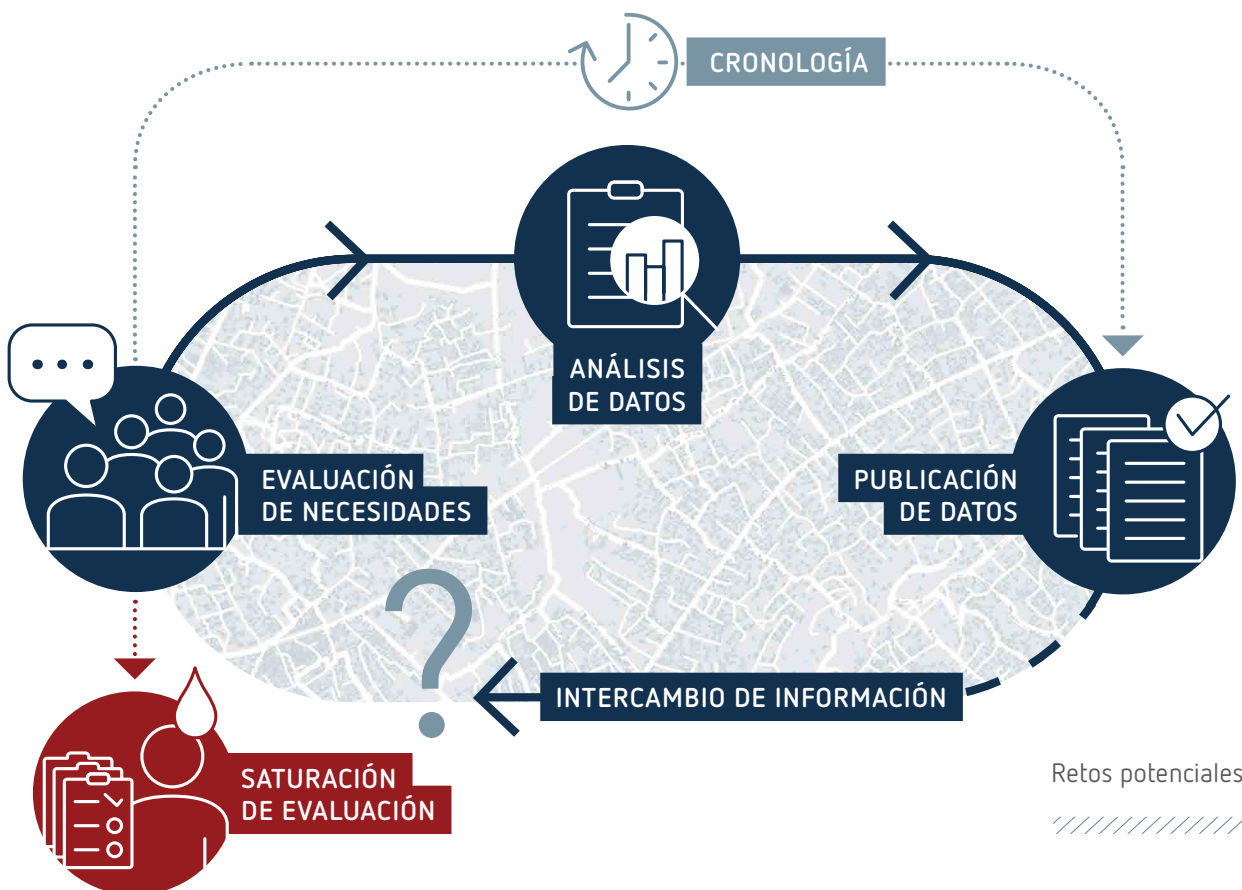 CRONOLOGÍA
ANÁLISIS
DE DATOS
EVALUACIÓN
DE NECESIDADES
PUBLICACIÓN
DE DATOS
INTERCAMBIO DE INFORMACIÓN
SATURACIÓN
DE EVALUACIÓN
Retos potenciales